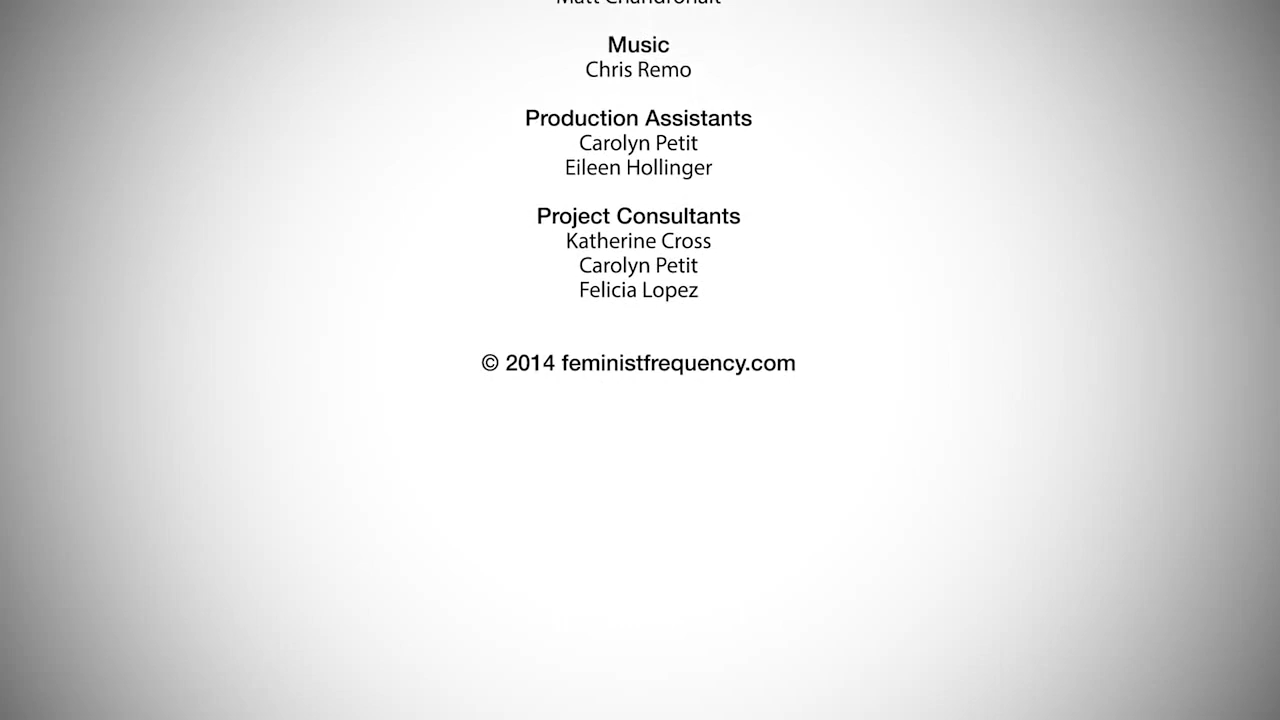 Music
Chris Remo
Production Assistants
Carolyn Petit
Eileen Hollinger
Project Consultants
Katherine Cross
Carolyn Petit
Felicia Lopez
© 2014 feministfrequency.com